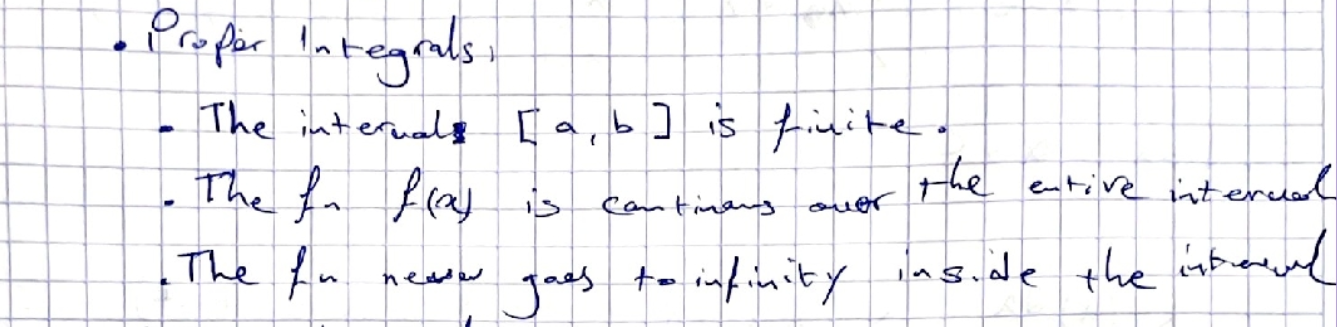 • Proper Integrals,
- The interval [a, b] is finite.
- The fn f(x) is continous over the entire interval
. The fn never goes to infinity inside the interval